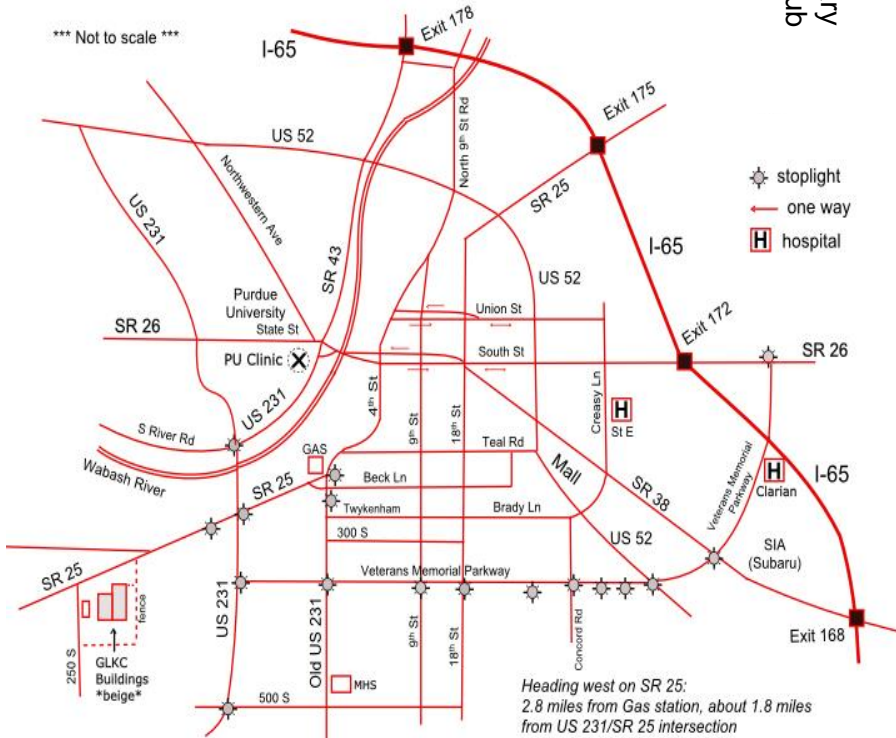 ry
ub
*** Not to scale ***
I-65
Exit 178
Exit 175
US 52
North 9th St Rd
Northwestern Ave
US 231
SR 25
stoplight
one way
H hospital
SR 43
I-65
US 52
Purdue
University
State St
Union St
Exit 172
SR 26
South St
SR 26
PU Clinic
X
4th St
9th St
18th St
Creasy Ln
H
St E
US 231
S River Rd
Wabash River
GAS
Teal Rd
Mall
SR 38
Veterans Memorial
Parkway
H
Clarian
I-65
SR 25
Beck Ln
Twykenham
Brady Ln
300 S
US 52
SIA
(Subaru)
Veterans Memorial Parkway
SR 25
fence
US 231
Old US 231
9th St
18th St
Concord Rd
Exit 168
250 S
GLKC
Buildings
*beige*
MHS
500 S
Heading west on SR 25:
2.8 miles from Gas station, about 1.8 miles
from US 231/SR 25 intersection